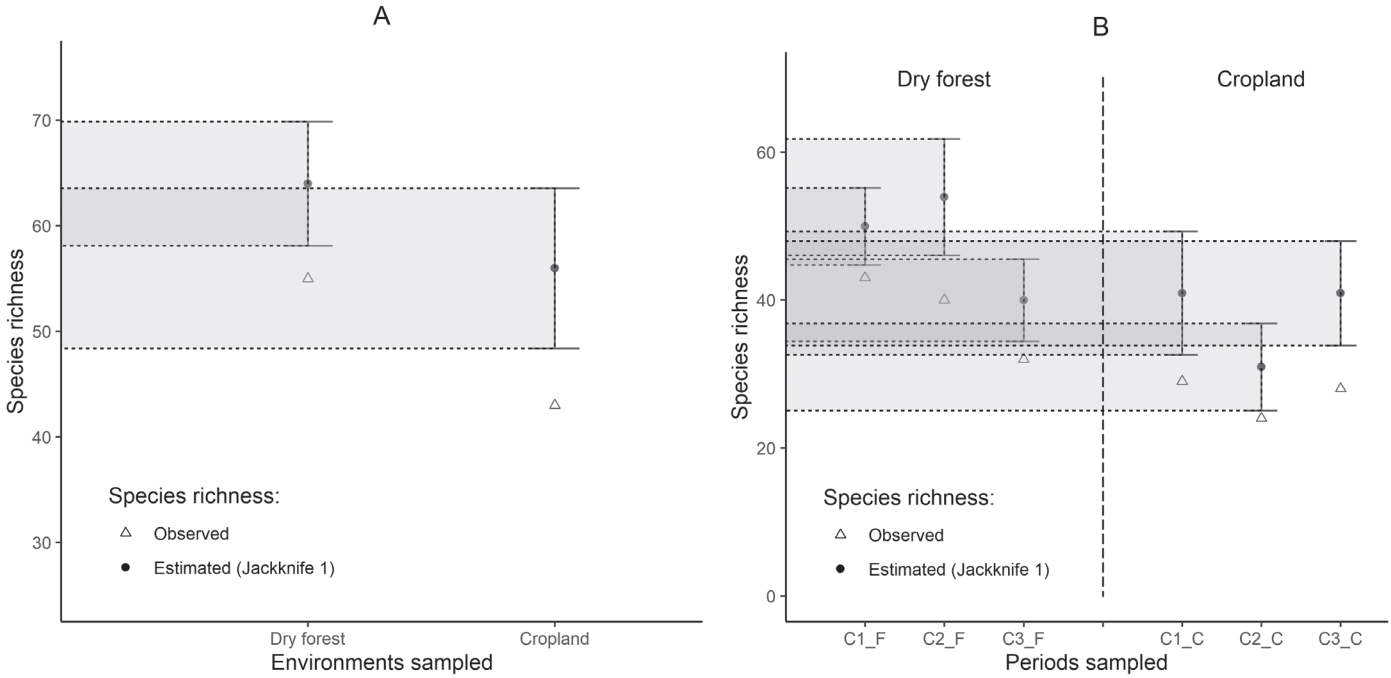 A
Species richness
70
60
50
40
30
Species richness:
Observed
Estimated (Jackknife 1)
Dry forest
Cropland
Environments sampled
B
Dry forest
Cropland
Species richness
60
40
20
0
Species richness:
Observed
Estimated (Jackknife 1)
C1_F
C2_F
C3_F
C1_C
C2_C
C3_C
Periods sampled